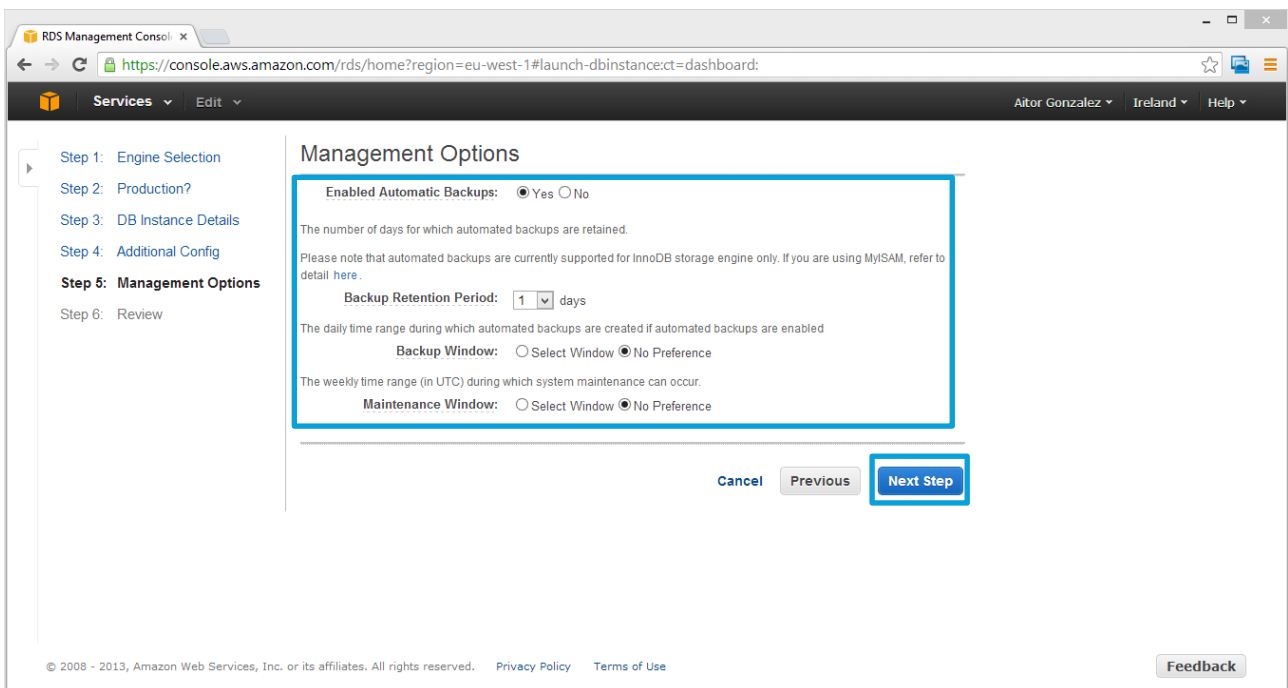 RDS Management Consol
https://console.aws.amazon.com/rds/home?region=eu-west-1#launch-dbinstance:ct=dashboard:
Services Edit Aitor Gonzalez Ireland Help
Step 1: Engine Selection
Step 2: Production?
Step 3: DB Instance Details
Step 4: Additional Config
Step 5: Management Options
Step 6: Review
Management Options
Enabled Automatic Backups: Yes No
The number of days for which automated backups are retained.
Please note that automated backups are currently supported for InnoDB storage engine only. If you are using MyISAM, refer to
detail here .
Backup Retention Period: 1 days
The daily time range during which automated backups are created if automated backups are enabled
Backup Window: Select Window No Preference
The weekly time range (in UTC) during which system maintenance can occur.
Maintenance Window: Select Window No Preference
Cancel Previous Next Step
© 2008 - 2013, Amazon Web Services, Inc. or its affiliates. All rights reserved. Privacy Policy Terms of Use Feedback